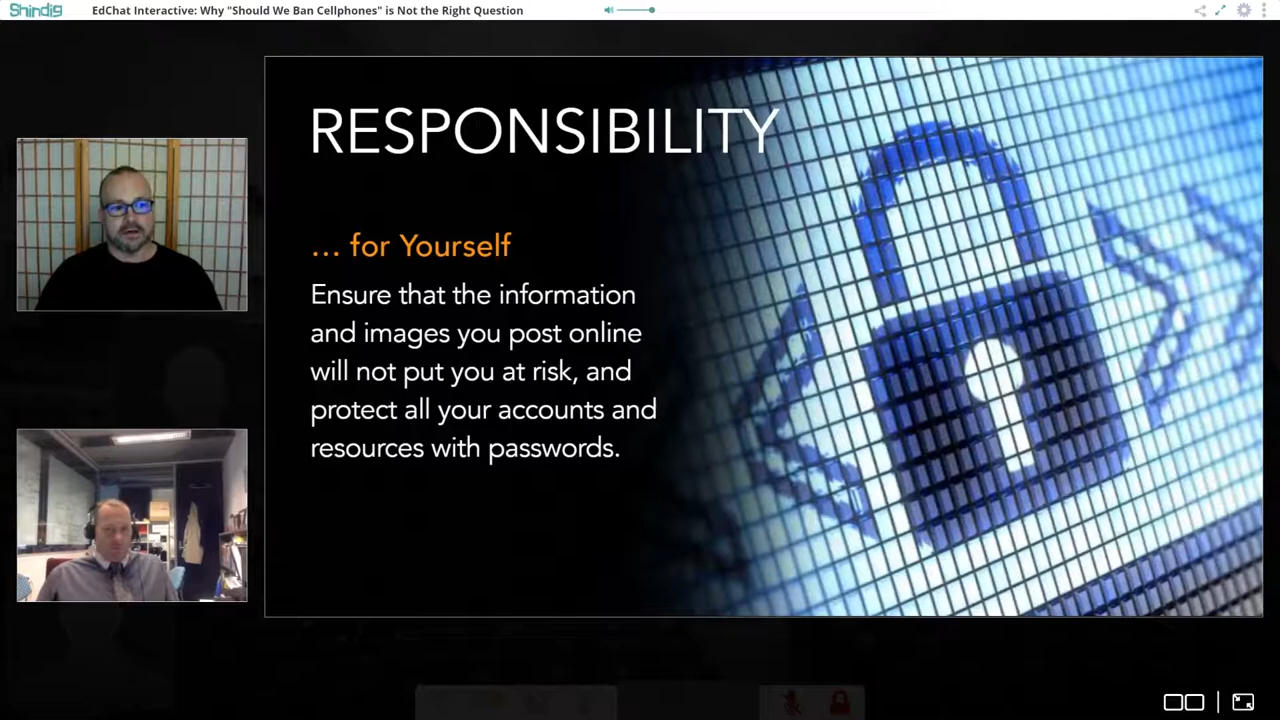 Shindig
EdChat Interactive: Why "Should We Ban Cellphones" is Not the Right Question
RESPONSIBILITY
... for Yourself
Ensure that the information
and images you post online
will not put you at risk, and
protect all your accounts and
resources with passwords.